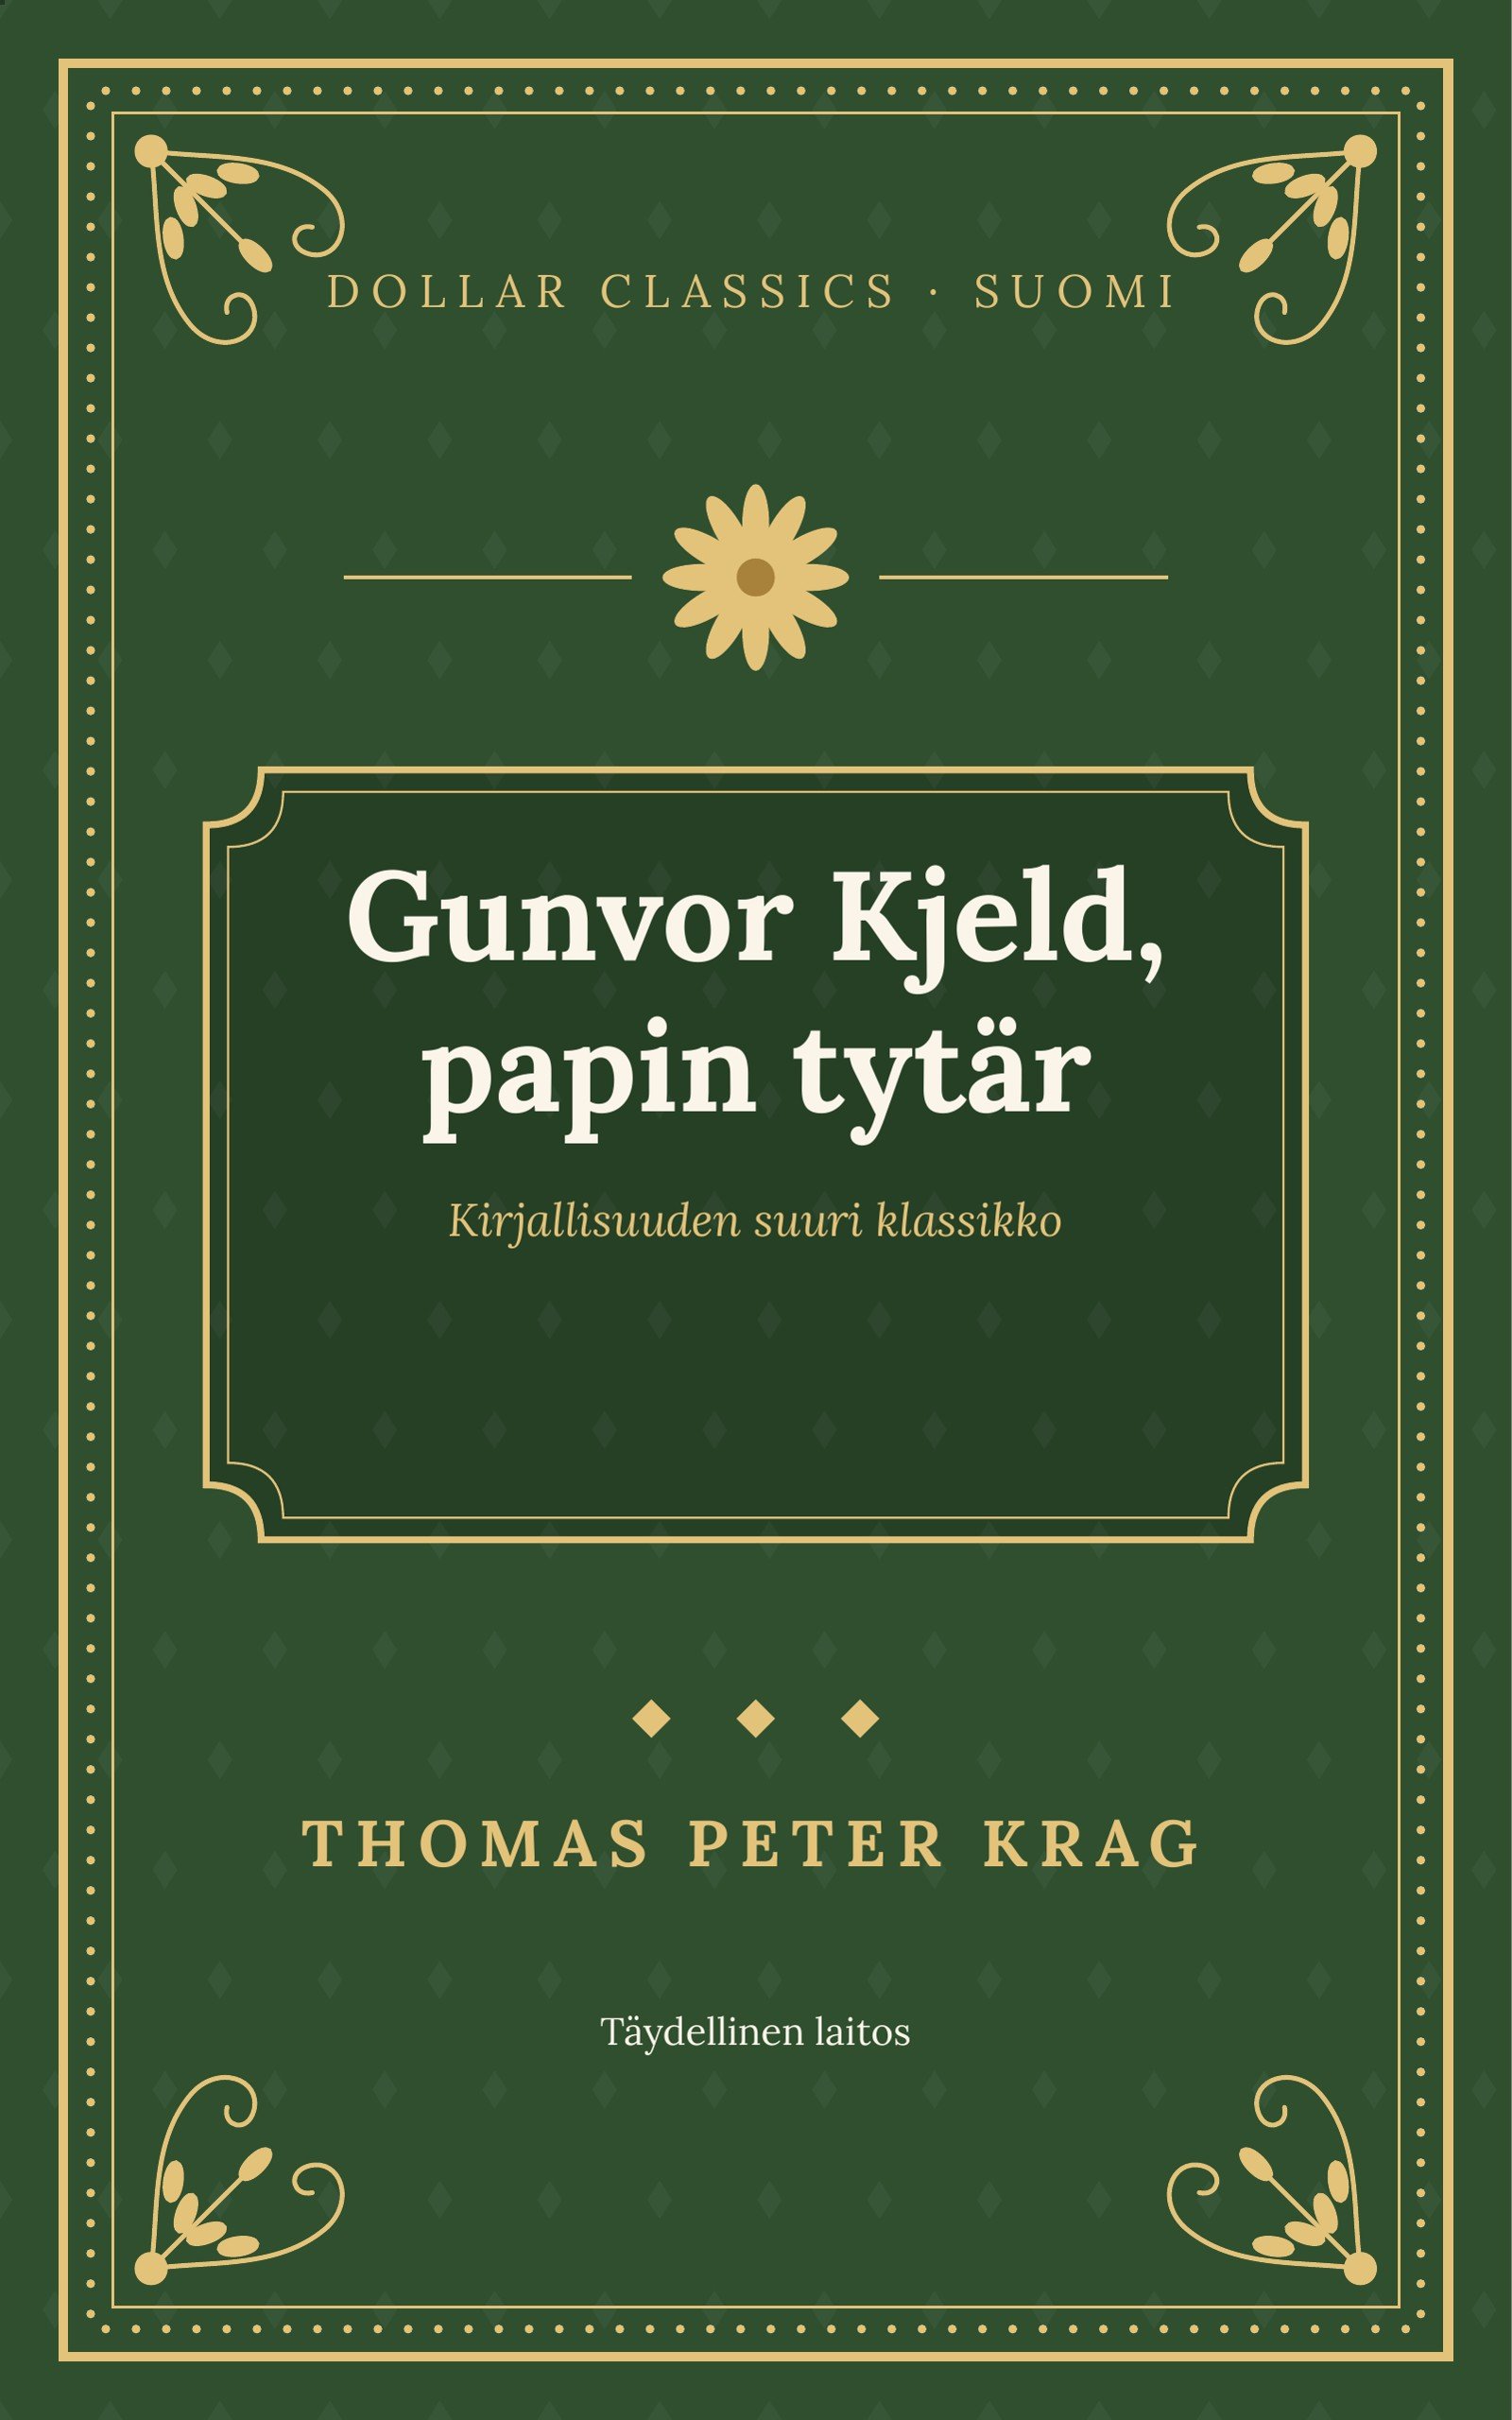 DOLLAR CLASSICS · SUOMI
Gunvor Kjeld,
papin tytär
Kirjallisuuden suuri klassikko
THOMAS PETER KRAG
Täydellinen laitos